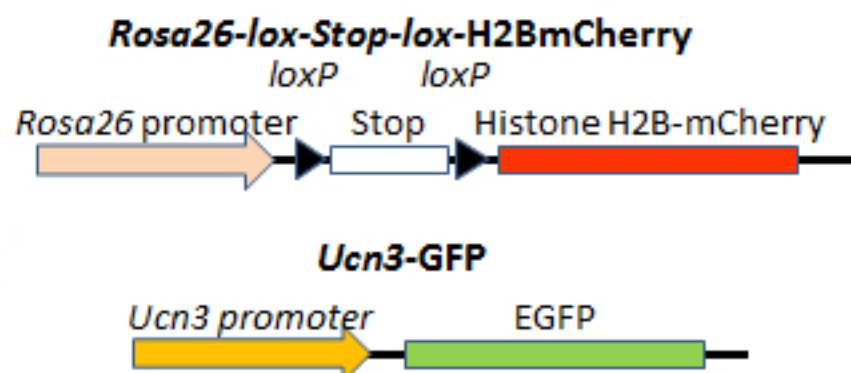 Rosa26-lox-Stop-lox-H2BmCherry
loxP loxP
Rosa26 promoter Stop Histone H2B-mCherry
Ucn3-GFP
Ucn3 promoter EGFP